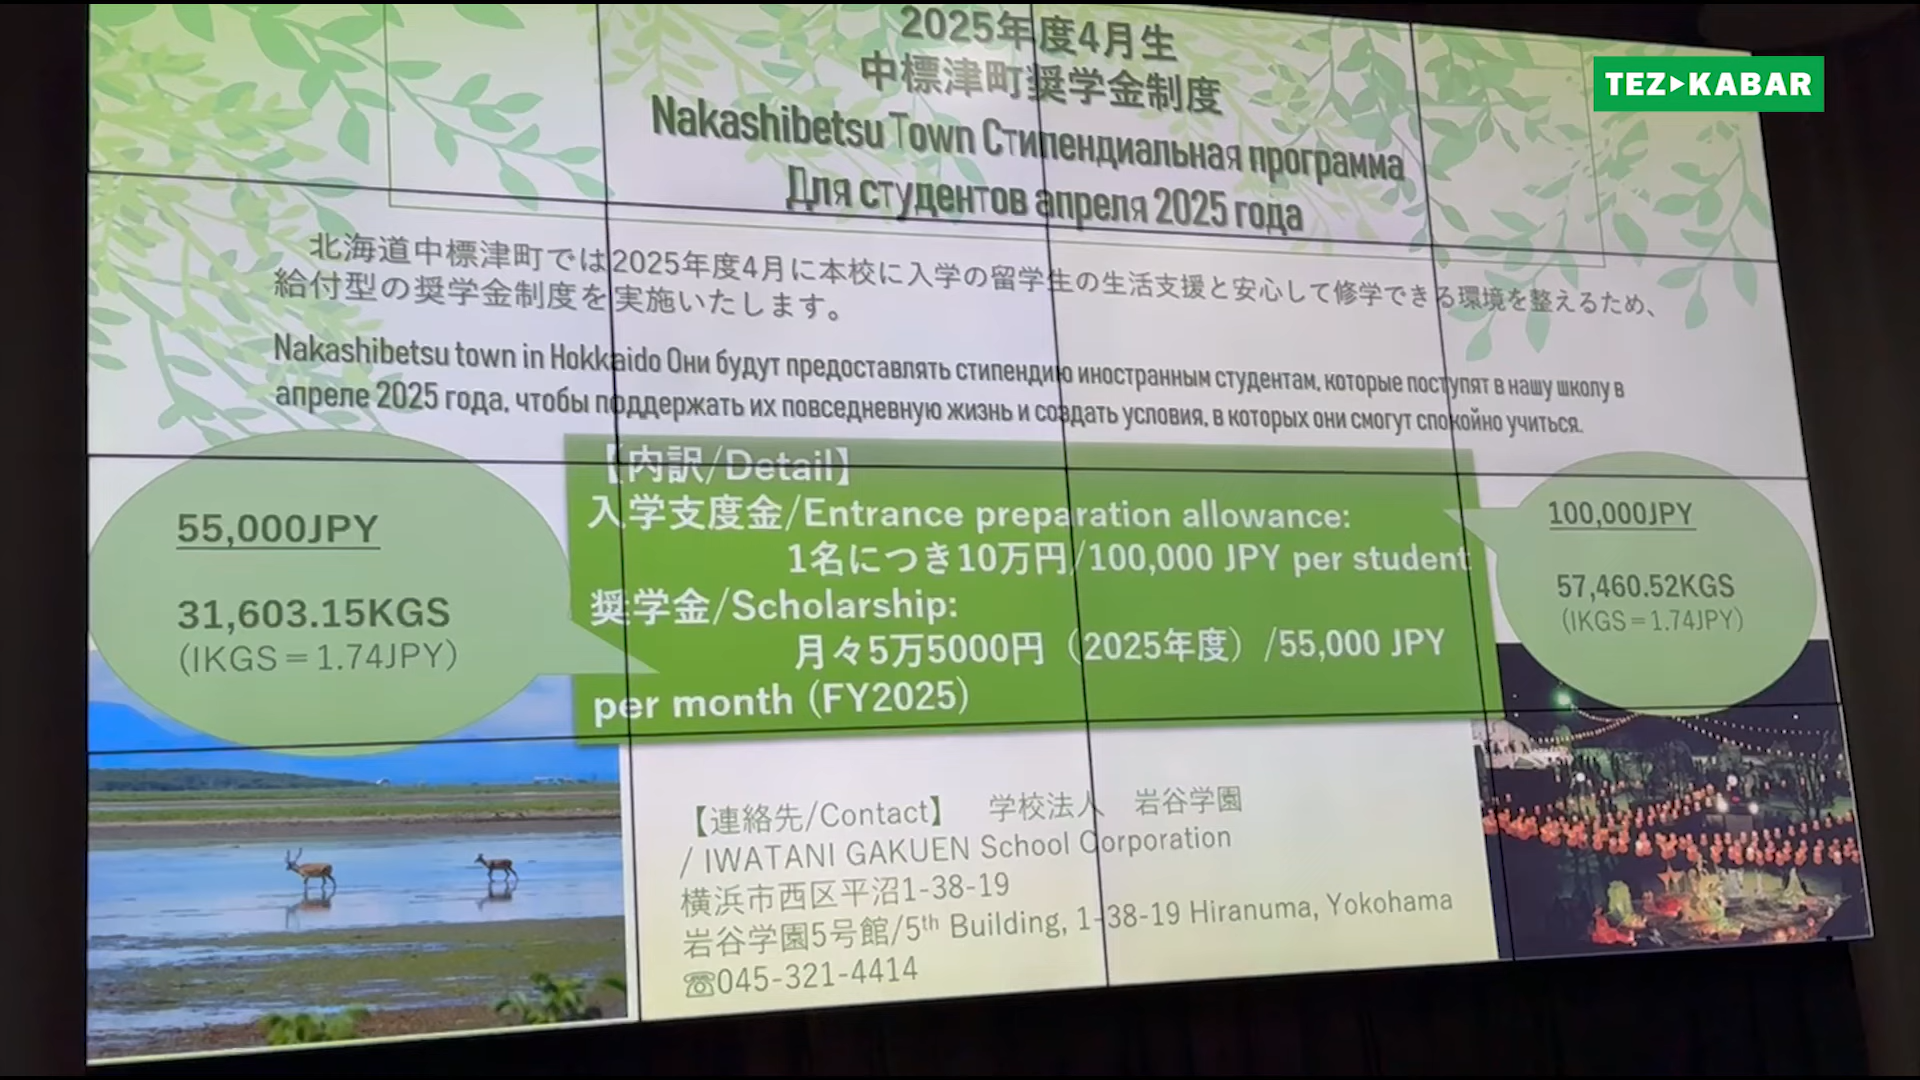 2025年度4月生
中標津町奨学金制度
Nakashibetsu Town Стипендиальная программа
Для студентов апреля 2025 года
TEZ KABAR
北海道中標津町では2025年度4月に本校に入学の留学生の生活支援と安心して修学できる環境を整えるため、
給付型の奨学金制度を実施いたします。
Nakashibetsu town in Hokkaido Они будут предоставлять стипендию иностранным студентам, которые поступят в нашу школу в
апреле 2025 года, чтобы поддержать их повседневную жизнь и создать условия, в которых они смогут спокойно учиться.
55,000JPY
31,603.15KGS
(IKGS=1.74JPY)
【内訳/Detail】
入学支度金/Entrance preparation allowance:
1名につき10万円/100,000 JPY per student
奨学金/Scholarship:
月々5万5000円（2025年度）/55,000 JPY
per month (FY2025)
100,000JPY
57,460.52KGS
(IKGS=1.74JPY)
【連絡先/Contact】 学校法人 岩谷学園
/ IWATANI GAKUEN School Corporation
横浜市西区平沼1-38-19
岩谷学園5号館/5th Building, 1-38-19 Hiranuma, Yokohama
☎045-321-4414